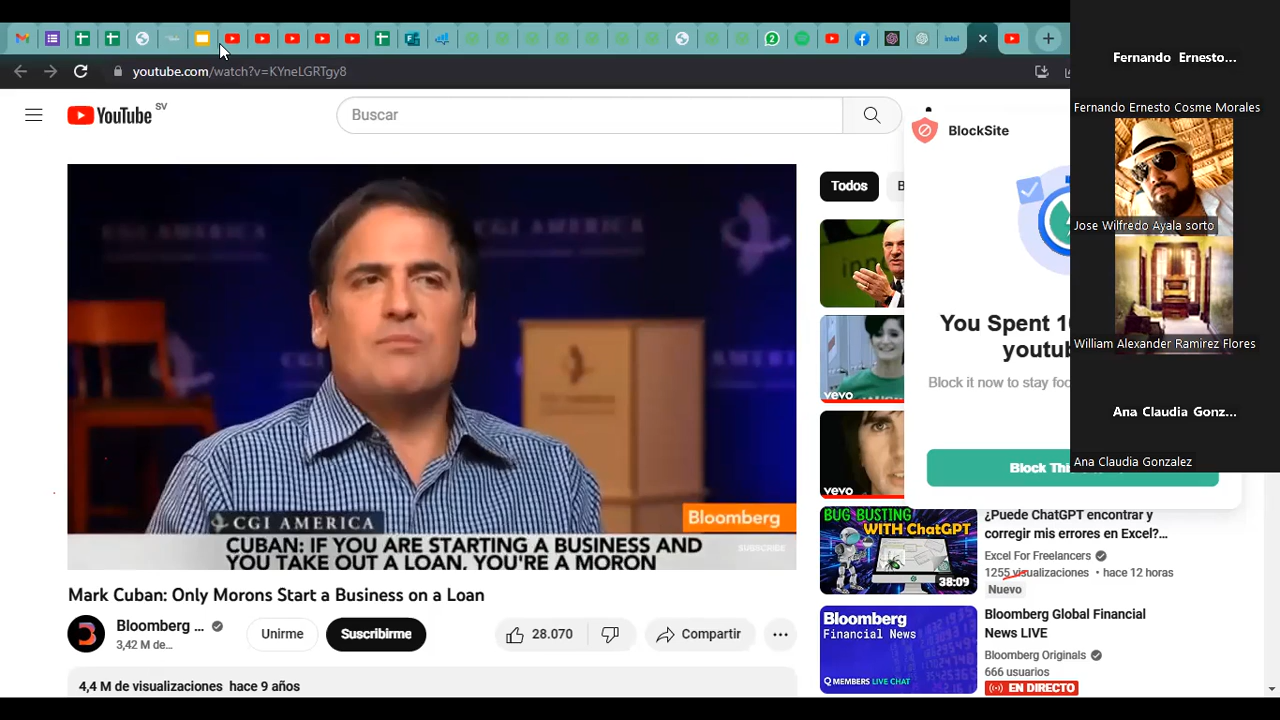 intel
Fernando Ernesto...
youtube.com/watch?v=KYneLGRTgy8
Fernando Ernesto Cosme Morales
YouTube SV
Buscar
BlockSite
Todos
Jose Wilfredo Ayala sorto
CGI AMERICA
You Spent
youtub
William Alexander Ramirez Flores
Block it now to stay foc
vevo
Ana Claudia Gonz...
Ana Claudia Gonzalez
Block Thi
vevo
Bloomberg
CGI AMERICA
CUBAN: IF YOU ARE STARTING A BUSINESS AND
YOU TAKE OUT A LOAN, YOU'RE A MORON
SUBSCRIBE
BUG BUSTING
WITH ChatGPT
38:09
¿Puede ChatGPT encontrar y
corregir mis errores en Excel?...
Excel For Freelancers
1255 visualizaciones • hace 12 horas
Nuevo
Mark Cuban: Only Morons Start a Business on a Loan
Bloomberg ...
3,42 M de...
Unirme
Suscribirme
28.070
Compartir
Bloomberg
Financial News
MEMBERS LIVE CHAT
Bloomberg Global Financial
News LIVE
Bloomberg Originals
666 usuarios
EN DIRECTO
4,4 M de visualizaciones hace 9 años